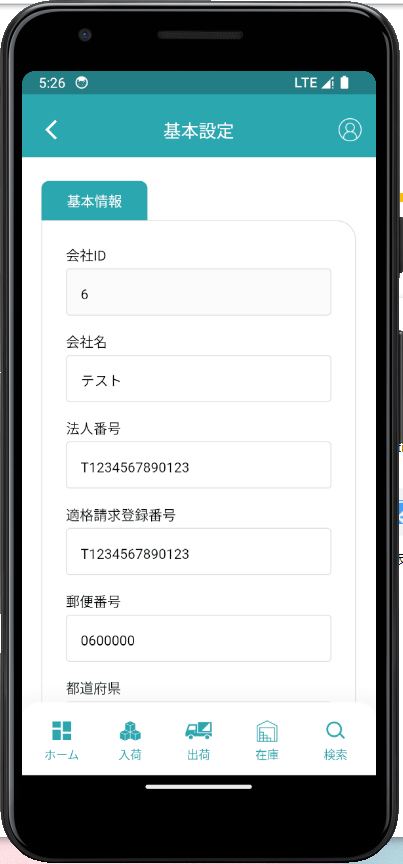 5:26 LTE
基本設定
基本情報
会社ID
6
会社名
テスト
法人番号
T1234567890123
適格請求登録番号
T1234567890123
郵便番号
0600000
都道府県
ホーム 入荷 出荷 在庫 検索